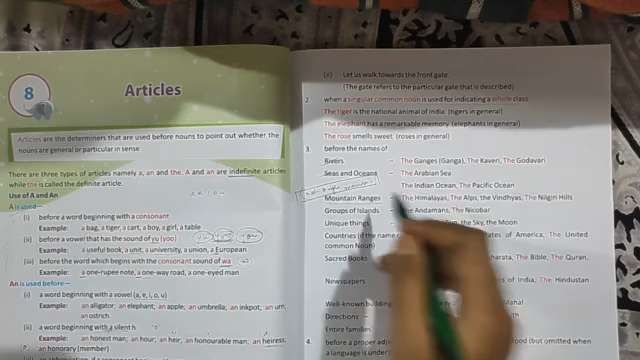 8
Articles
Articles are the determiners that are used before nouns to point out whether the
nouns are general or particular in sense.
There are three types of articles namely a, an and the. A and an are indefinite articles
while the is called the definite article.
Use of A and An
A is used–
(i) before a word beginning with a consonant
Example: a bag, a tiger, a cart, a boy, a girl, a table
(ii) before a vowel that has the sound of yu (yoo)
Example: a useful book, a unit, a university, a union, a European
(iii) before the word which begins with the consonant sound of wa
Example: a one-rupee note, a one-way road, a one-eyed man
An is used before–
(i) a word beginning with a vowel (a, e, i, o, u)
Example: an alligator, an elephant; an apple; an umbrella; an inkpot; an urn,
an ostrich.
(ii) a word beginning with a silent h
Example: an honest man; an hour; an heir; an honourable man; an heiress;
an honorary (member)
(ii) Let us walk towards the front gate.
(The gate refers to the particular gate that is described)
2. when a singular common noun is used for indicating a whole class
The tiger is the national animal of India (tigers in general)
The elephant has a remarkable memory (elephants in general)
The rose smells sweet (roses in general)
3. before the names of
Rivers – The Ganges (Ganga), The Kaveri, The Godavari
Seas and Oceans – The Arabian Sea
The Indian Ocean, The Pacific Ocean
Mountain Ranges – The Himalayas, The Alps, the Vindhyas, The Nilgiri Hills
Groups of Islands – The Andamans, The Nicobar
Unique things the Sky, the Moon
Countries (if the name of America, The United
common Noun)
Sacred Books The Bible, The Quran,
Newspapers of India, The Hindustan
Well-known building Mahal
Directions –
Entire families
4. before a proper adj (but omitted when
a language is under